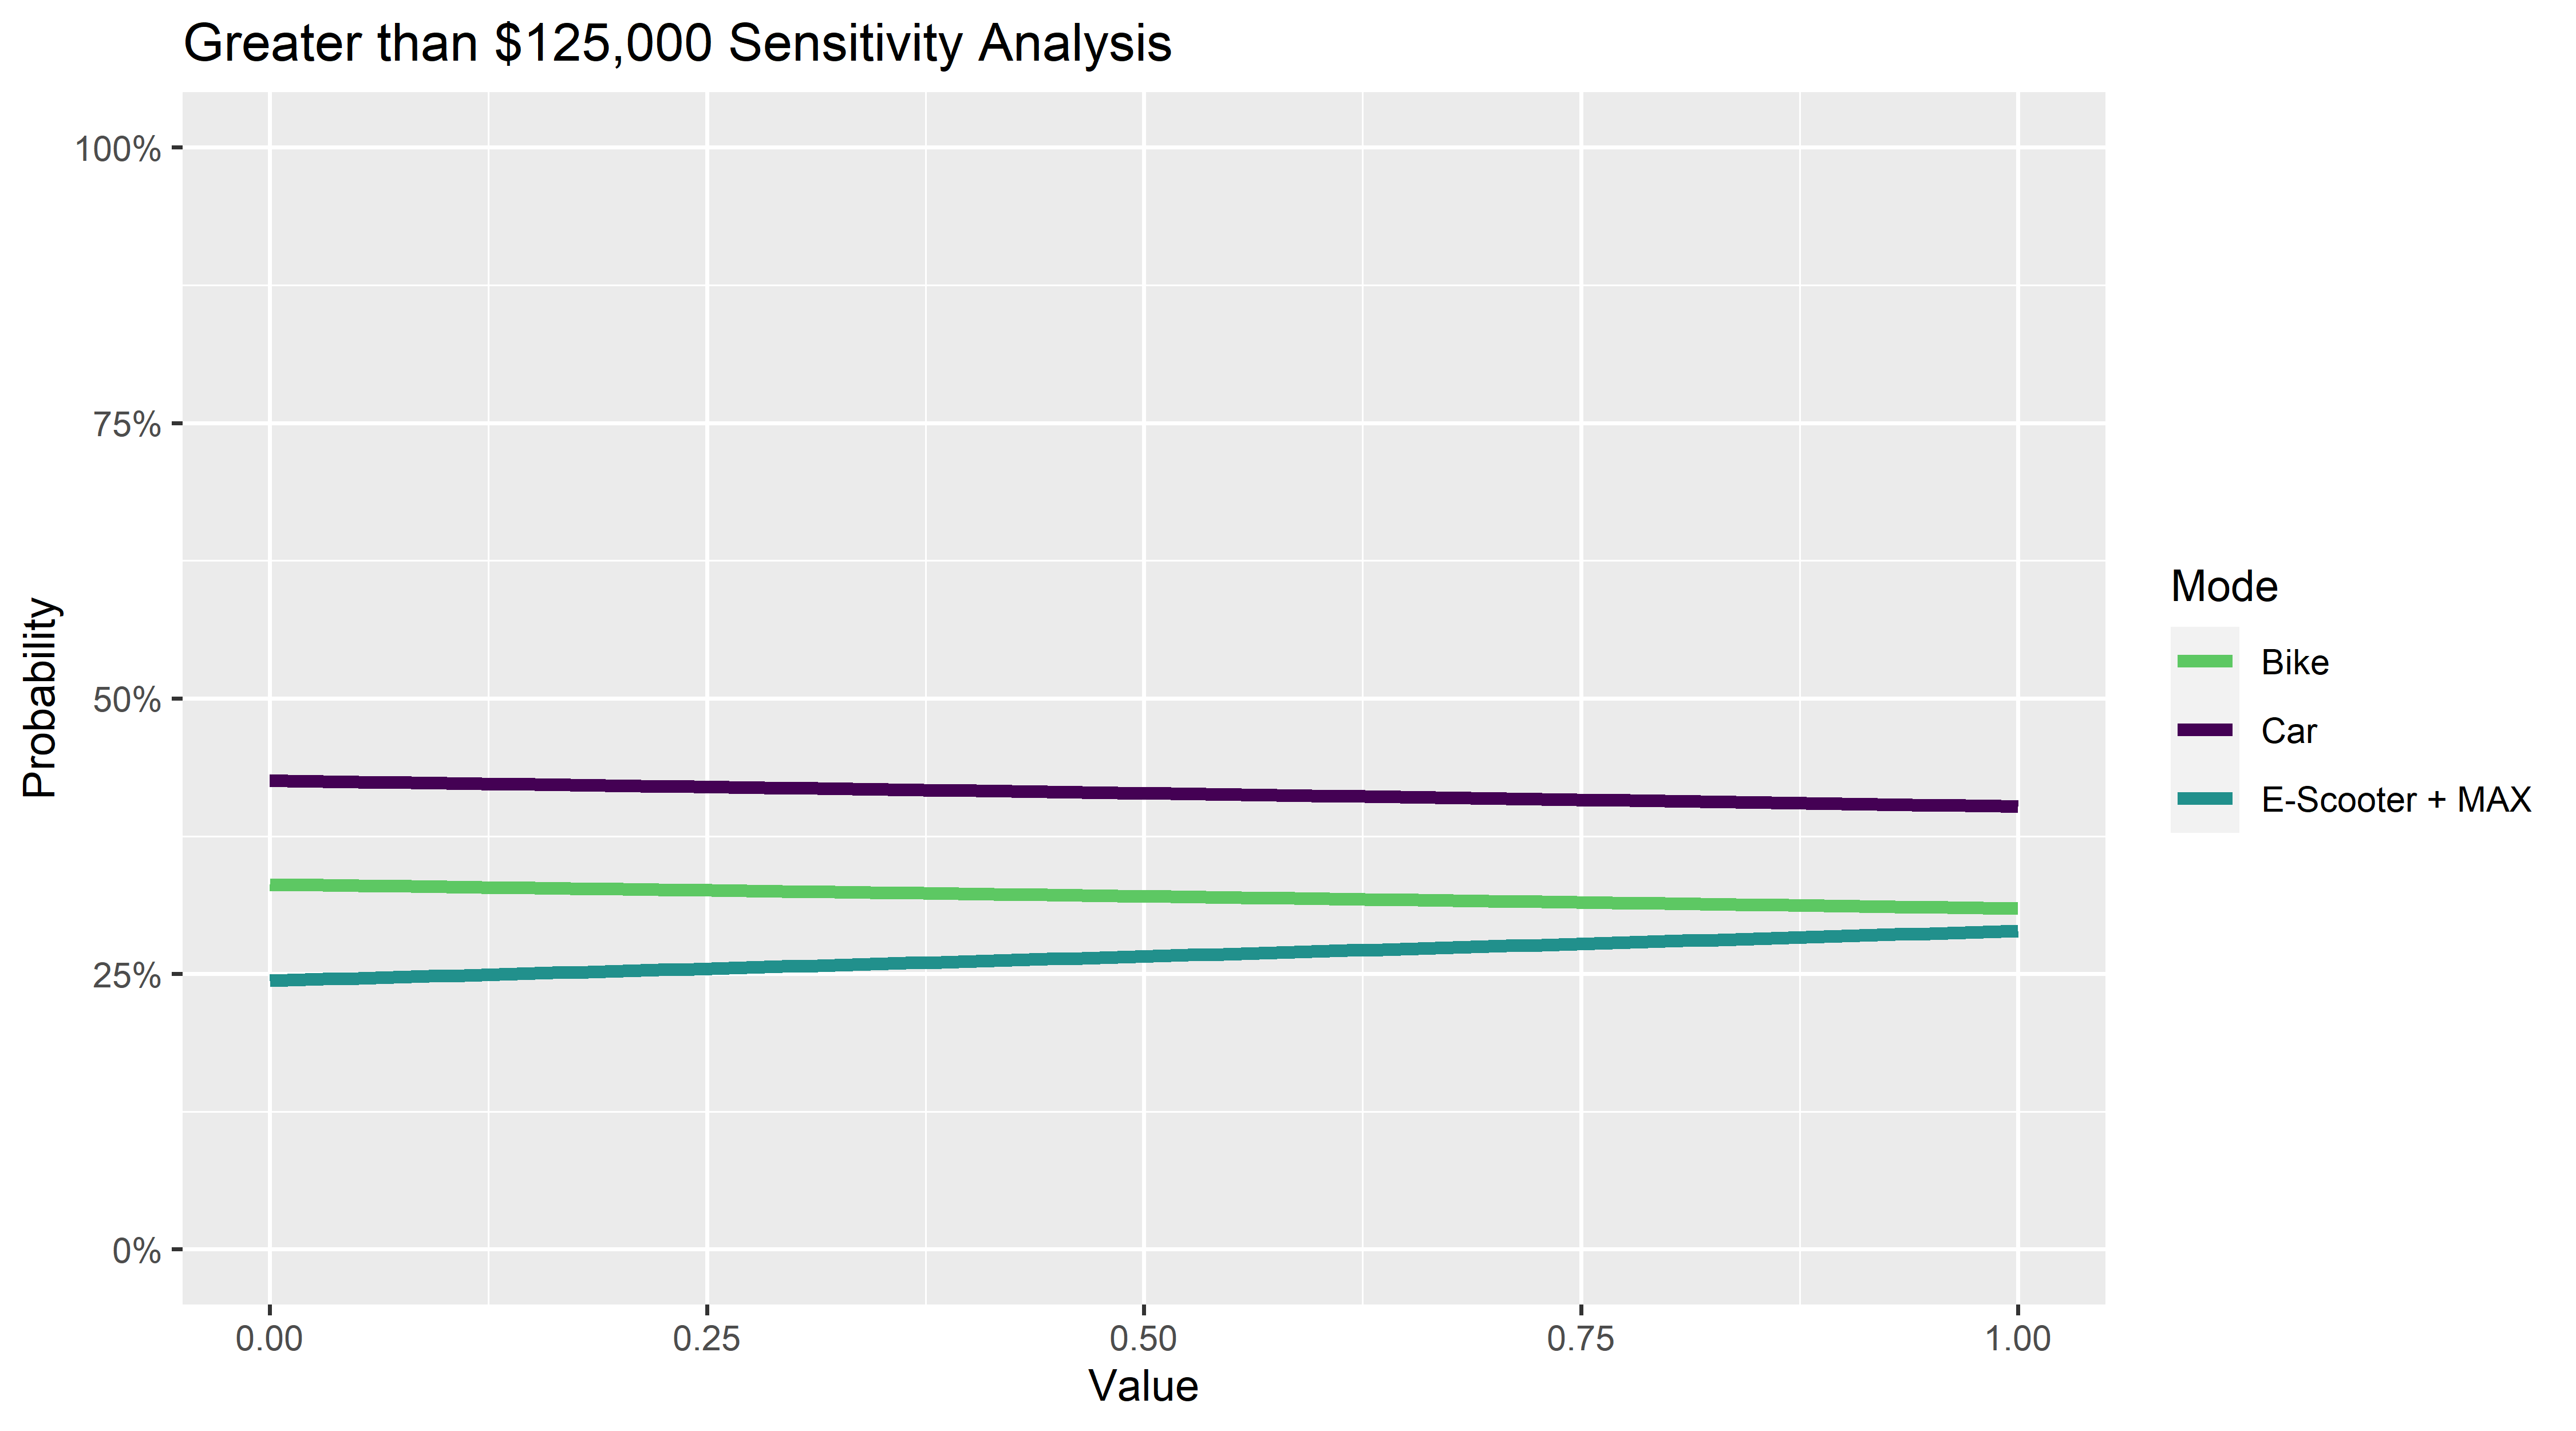 Greater than $125,000 Sensitivity Analysis
100%
75%
50%
25%
0%
Probability
0.00 0.25 0.50 0.75 1.00
Value
Mode
Bike
Car
E-Scooter + MAX